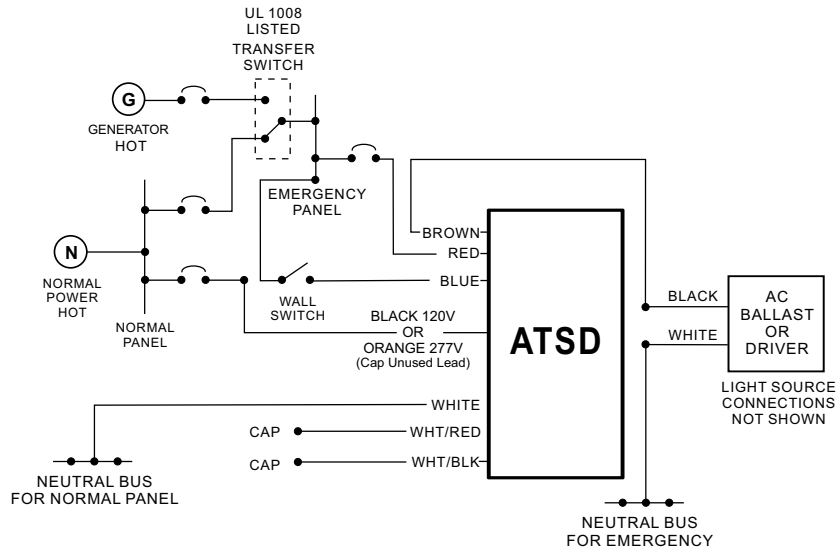 UL 1008
LISTED
TRANSFER
SWITCH
G
GENERATOR
HOT
EMERGENCY
PANEL
N
NORMAL
POWER
HOT
NORMAL
PANEL
WALL
SWITCH
BROWN
RED
BLUE
BLACK 120V
OR
ORANGE 277V
(Cap Unused Lead)
ATSD
WHITE
CAP
WHT/RED
CAP
WHT/BLK
NEUTRAL BUS
FOR NORMAL PANEL
BLACK
WHITE
AC
BALLAST
OR
DRIVER
LIGHT SOURCE
CONNECTIONS
NOT SHOWN
NEUTRAL BUS
FOR EMERGENCY